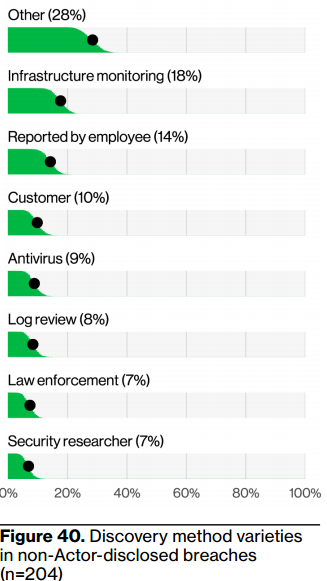 Other (28%)
Infrastructure monitoring (18%)
Reported by employee (14%)
Customer (10%)
Antivirus (9%)
Log review (8%)
Law enforcement (7%)
Security researcher (7%)
0% 20% 40% 60% 80% 100%
Figure 40. Discovery method varieties
in non-Actor-disclosed breaches
(n=204)